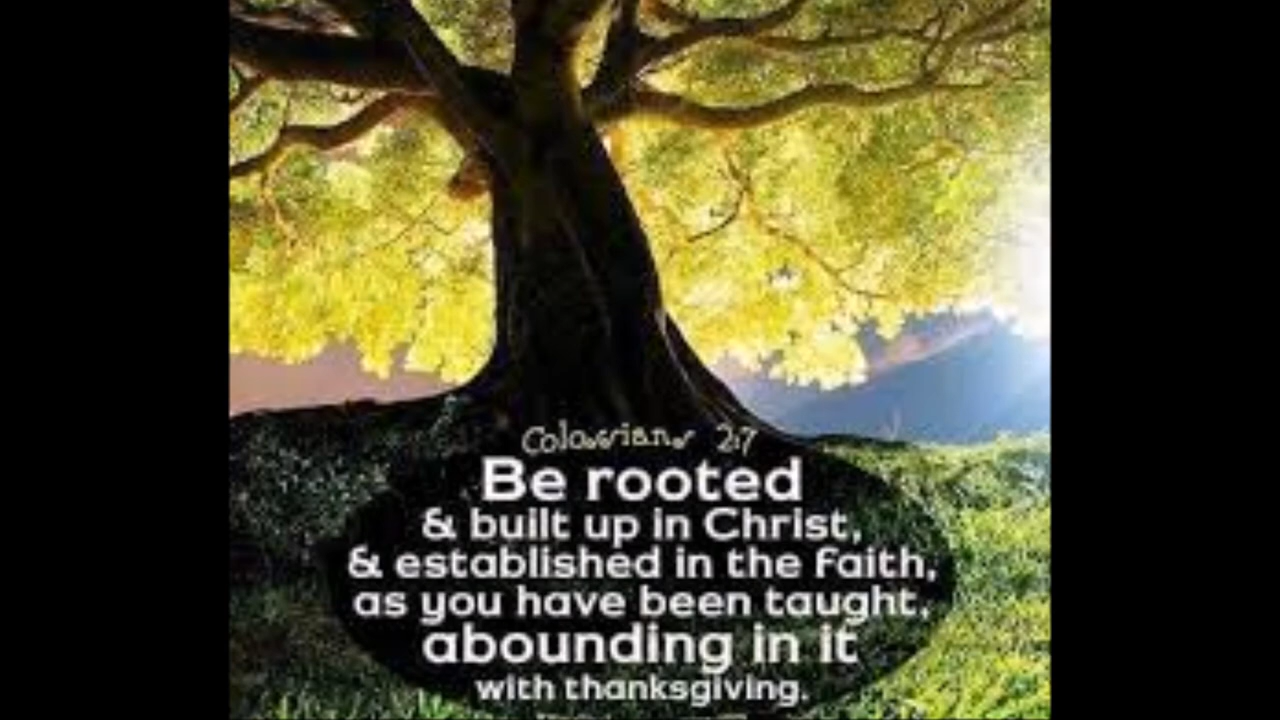 Colossians 2:7
Be rooted
& built up in Christ,
& established in the faith,
as you have been taught,
abounding in it
with thanksgiving.